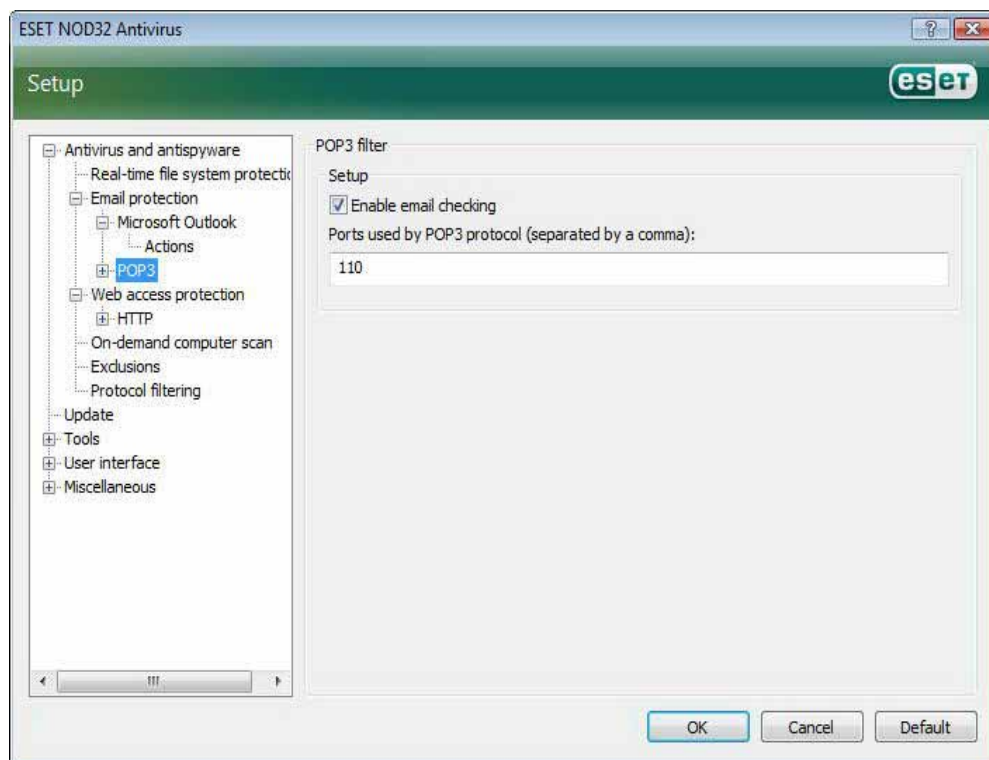 ESET NOD32 Antivirus
Setup
eseT
Antivirus and antispyware
Real-time file system protectic
Email protection
Microsoft Outlook
Actions
POP3
Web access protection
HTTP
On-demand computer scan
Exclusions
Protocol filtering
Update
Tools
User interface
Miscellaneous
POP3 filter
Setup
Enable email checking
Ports used by POP3 protocol (separated by a comma):
110
OK
Cancel
Default